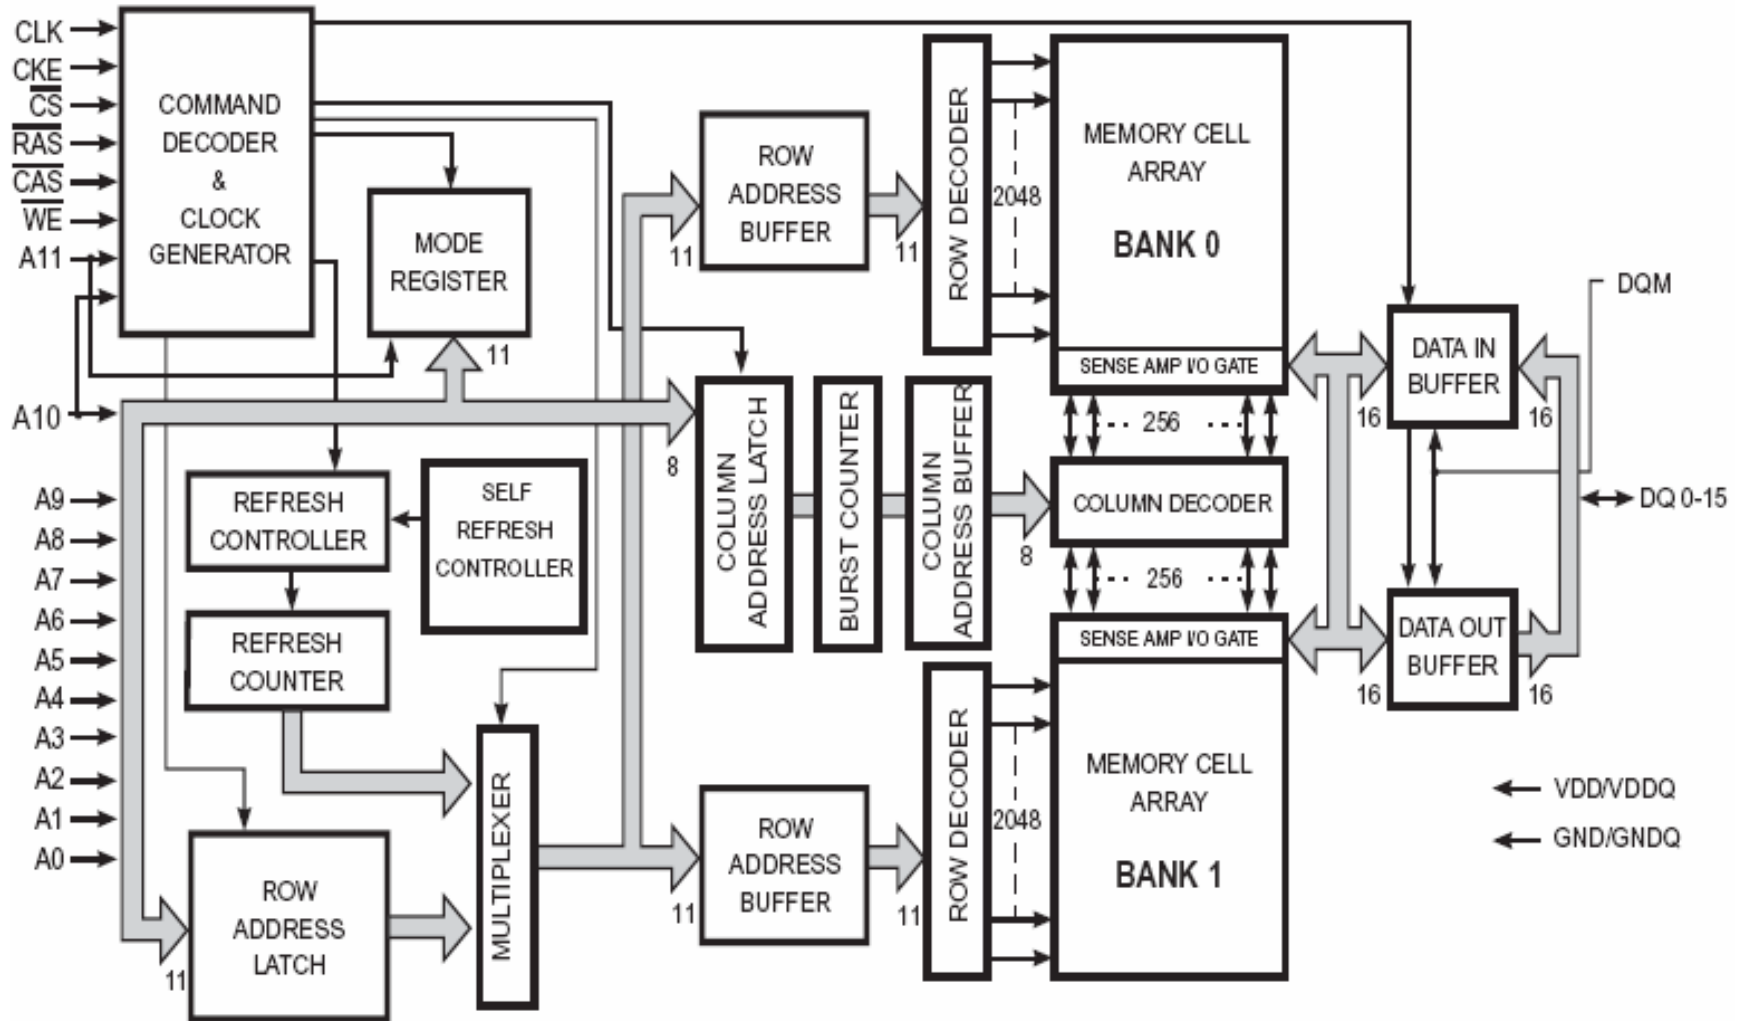 CLK
CKE
CS
RAS
CAS
WE
A11
A10
A9
A8
A7
A6
A5
A4
A3
A2
A1
A0
COMMAND
DECODER
&
CLOCK
GENERATOR
MODE
REGISTER
11
REFRESH
CONTROLLER
SELF
REFRESH
CONTROLLER
REFRESH
COUNTER
ROW
ADDRESS
LATCH
11
MULTIPLEXER
ROW
ADDRESS
BUFFER
11
11
ROW DECODER
2048
MEMORY CELL
ARRAY
BANK 0
SENSE AMP I/O GATE
8
COLUMN
ADDRESS LATCH
BURST COUNTER
COLUMN
ADDRESS BUFFER
8
256
COLUMN DECODER
256
SENSE AMP I/O GATE
MEMORY CELL
ARRAY
BANK 1
ROW
ADDRESS
BUFFER
11
11
ROW DECODER
2048
DATA IN
BUFFER
16
16
DATA OUT
BUFFER
16
16
DQM
DQ 0-15
VDD/VDDQ
GND/GNDQ